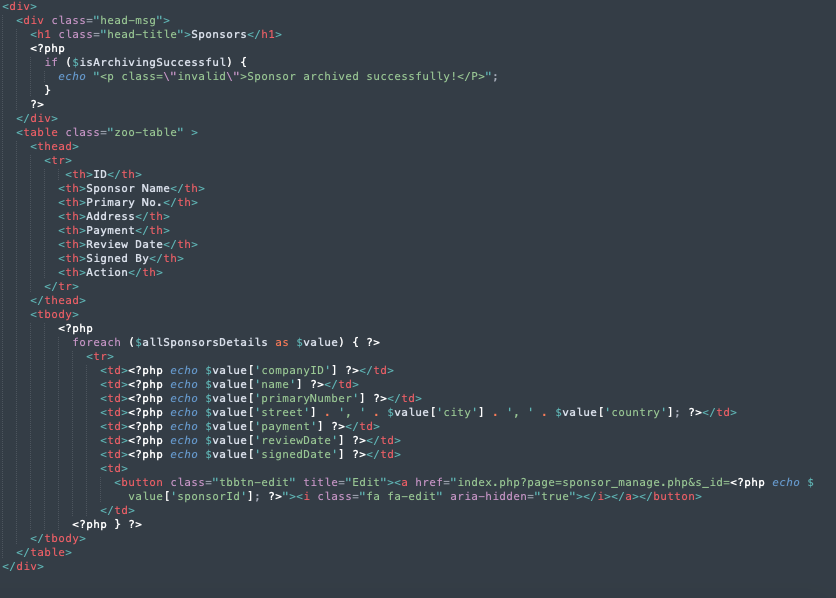 <div>
<div class="head-msg">
<h1 class="head-title">Sponsors</h1>
<?php
if ($isArchivingSuccessful) {
echo "<p class=\"invalid\">Sponsor archived successfully!</P>";
}
?>
</div>
<table class="zoo-table" >
<thead>
<tr>
<th>ID</th>
<th>Sponsor Name</th>
<th>Primary No.</th>
<th>Address</th>
<th>Payment</th>
<th>Review Date</th>
<th>Signed By</th>
<th>Action</th>
</tr>
</thead>
<tbody>
<?php
foreach ($allSponsorsDetails as $value) { ?>
<tr>
<td><?php echo $value['companyID'] ?></td>
<td><?php echo $value['name'] ?></td>
<td><?php echo $value['primaryNumber'] ?></td>
<td><?php echo $value['street'] . ', ' . $value['city'] . ', ' . $value['country']; ?></td>
<td><?php echo $value['payment'] ?></td>
<td><?php echo $value['reviewDate'] ?></td>
<td><?php echo $value['signedDate'] ?></td>
<td>
<button class="tbbtn-edit" title="Edit"><a href="index.php?page=sponsor_manage.php&s_id=<?php echo $
value['sponsorId']; ?>"><i class="fa fa-edit" aria-hidden="true"></i></a></button>
</td>
<?php } ?>
</tbody>
</table>
</div>